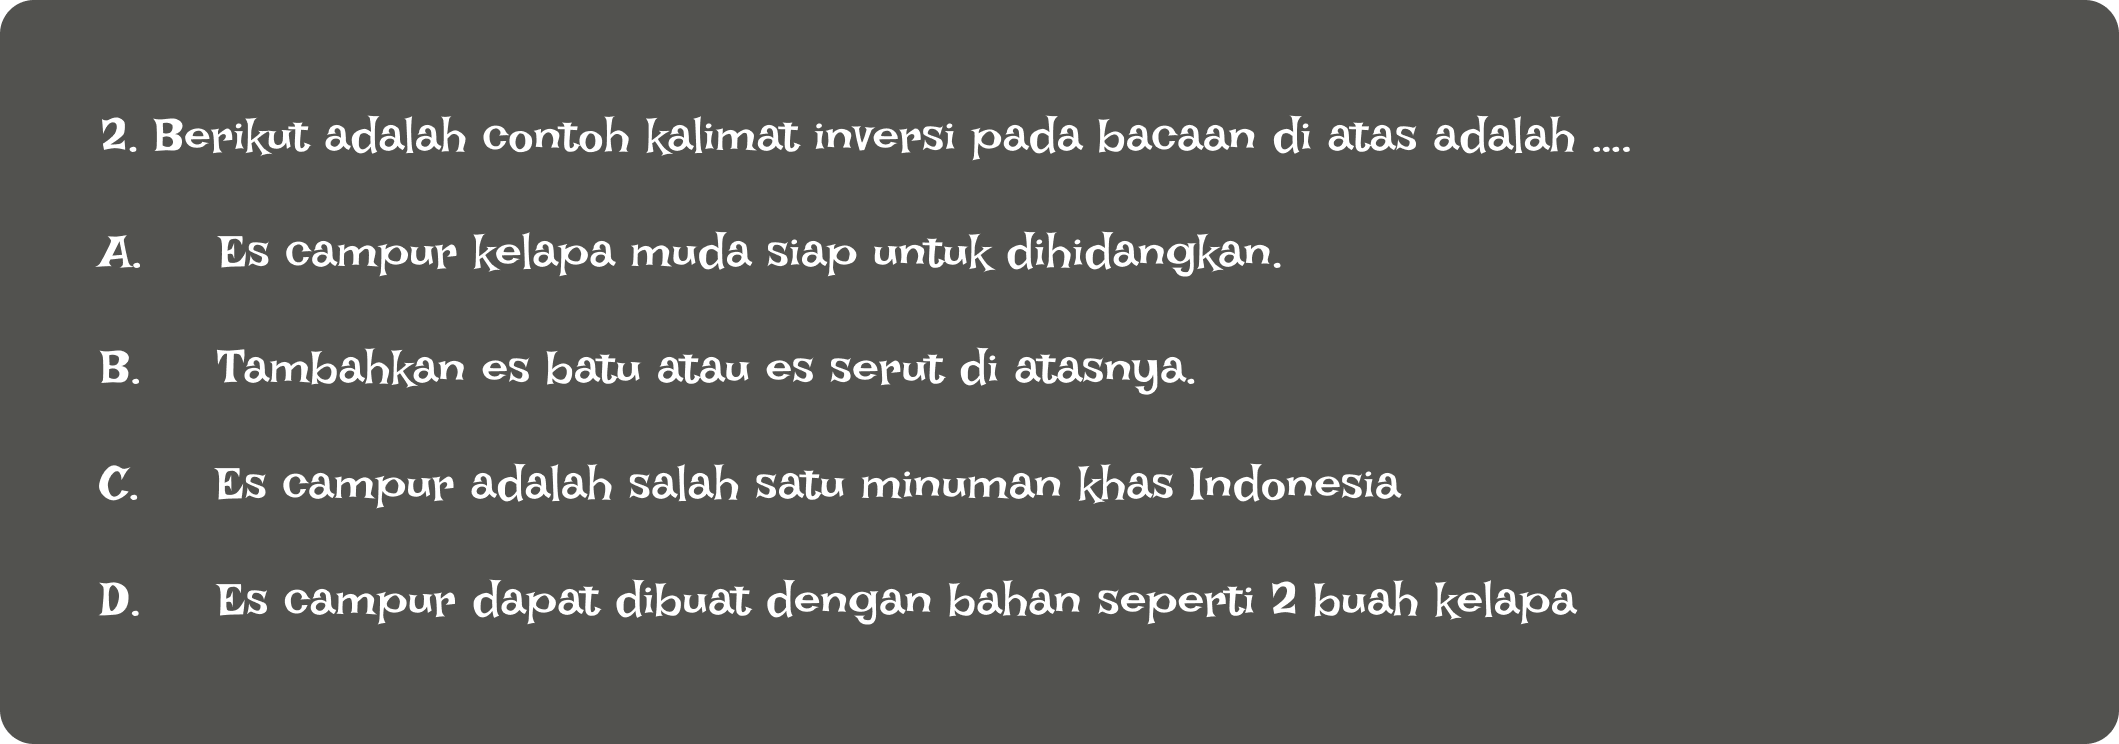 2. Berikut adalah contoh kalimat inversi pada bacaan di atas adalah ....
A. Es campur kelapa muda siap untuk dihidangkan.
B. Tambahkan es batu atau es serut di atasnya.
C. Es campur adalah salah satu minuman khas Indonesia
D. Es campur dapat dibuat dengan bahan seperti 2 buah kelapa